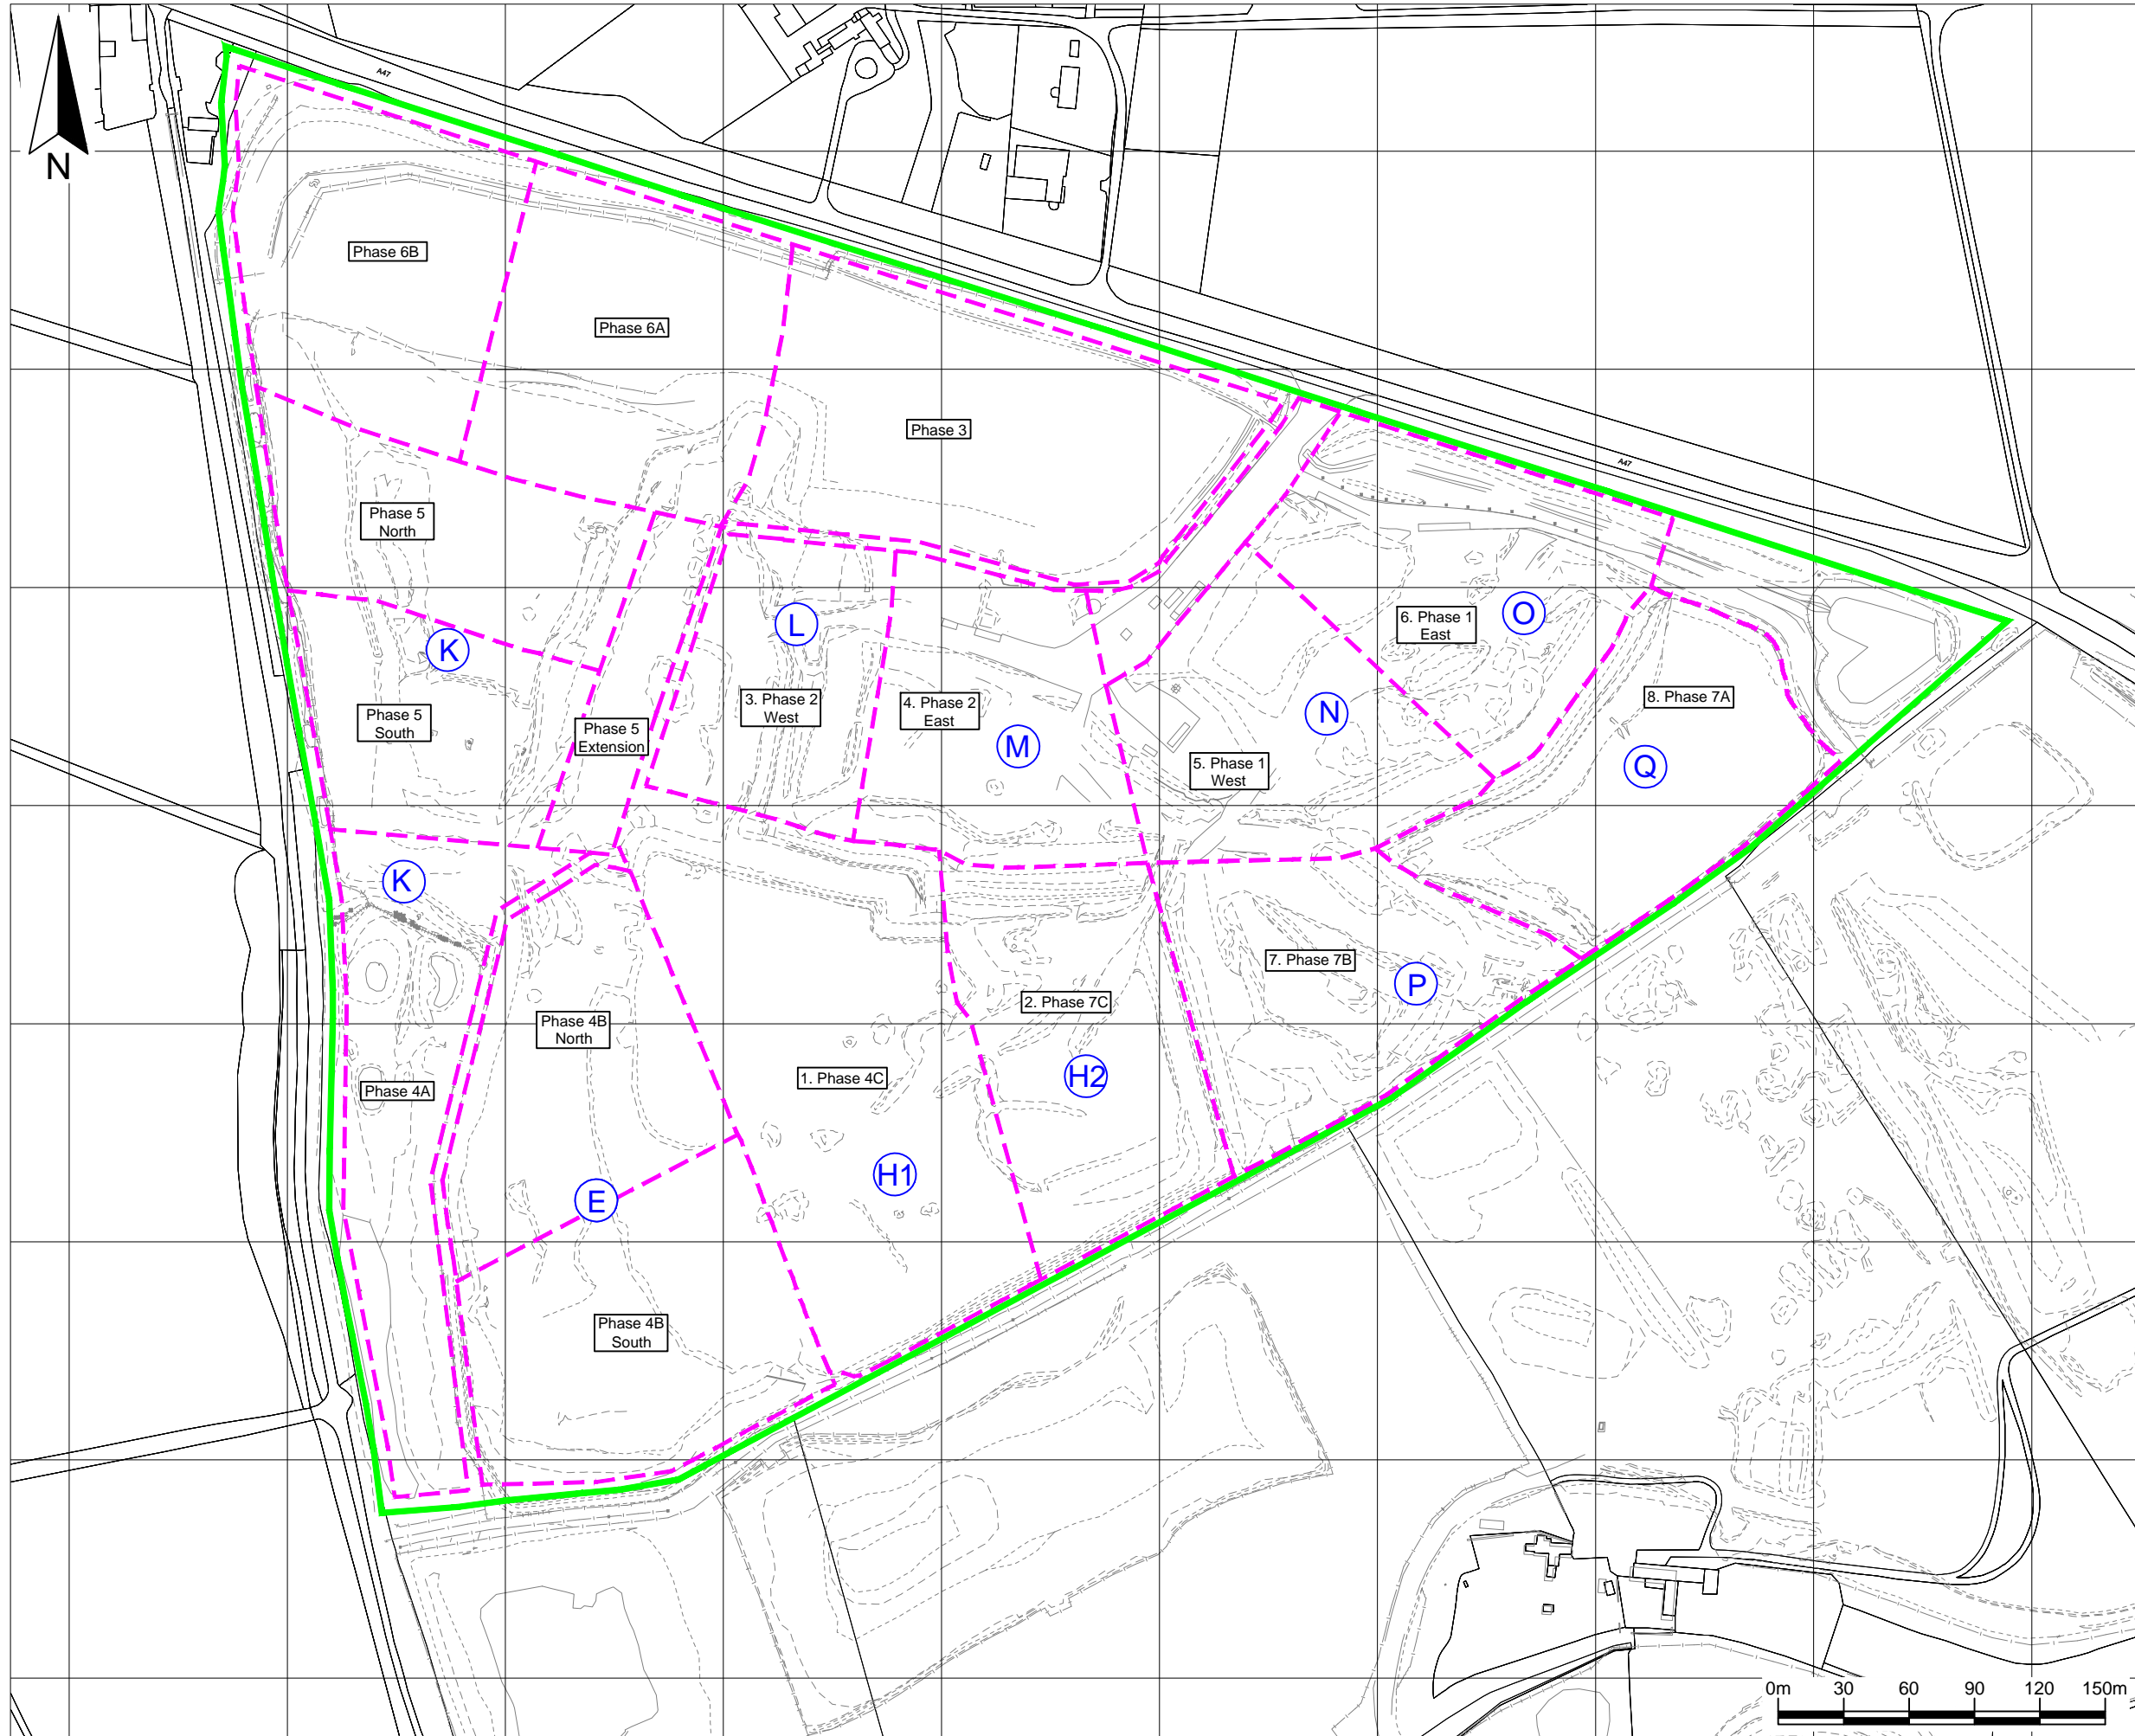 A47
N
Phase 6B
Phase 6A
Phase 3
A47
Phase 5
North
K
L
O
6. Phase 1
East
3. Phase 2
West
4. Phase 2
East
8. Phase 7A
Phase 5
South
Phase 5
Extension
N
M
5. Phase 1
West
Q
K
7. Phase 7B
P
2. Phase 7C
Phase 4B
North
1. Phase 4C
H2
Phase 4A
H1
E
Phase 4B
South
0m 30 60 90 120 150m